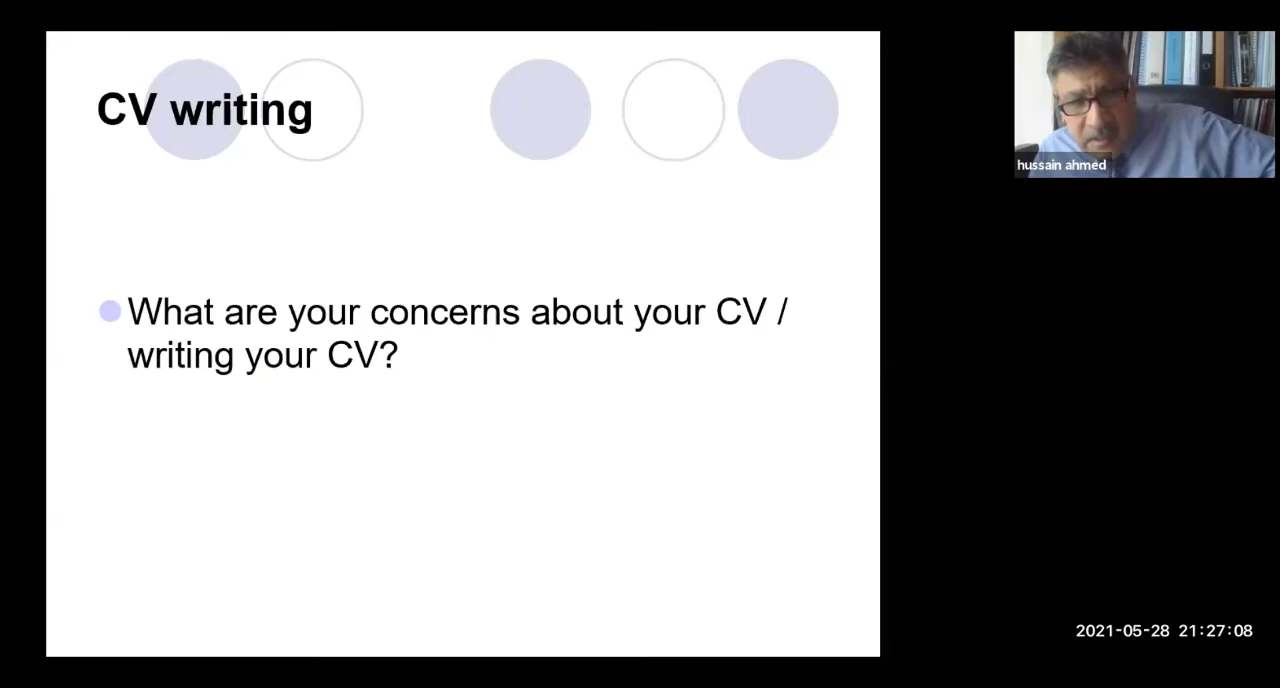 CV writing
hussain ahmed
What are your concerns about your CV /
writing your CV?
2021-05-28 21:27:08